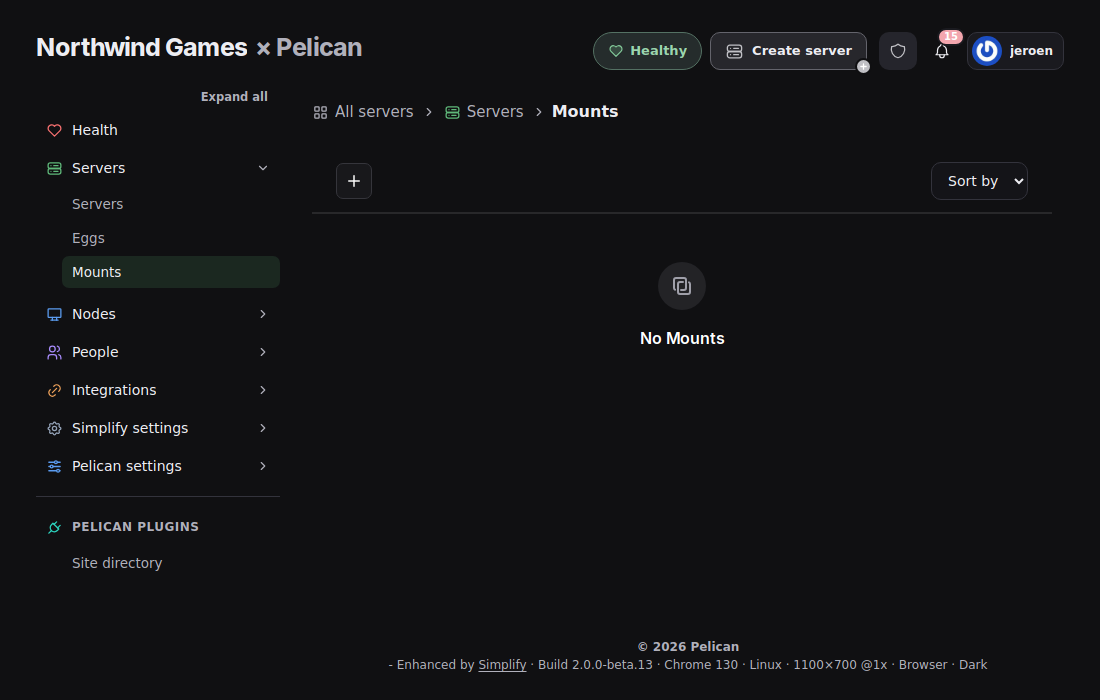 Northwind Games × Pelican
Healthy
Create server
15
jeroen
Expand all
Health
Servers
Servers
Eggs
Mounts
Nodes
People
Integrations
Simplify settings
Pelican settings
PELICAN PLUGINS
Site directory
All servers > Servers > Mounts
Sort by
No Mounts
© 2026 Pelican
- Enhanced by Simplify · Build 2.0.0-beta.13 · Chrome 130 · Linux · 1100×700 @1x · Browser · Dark